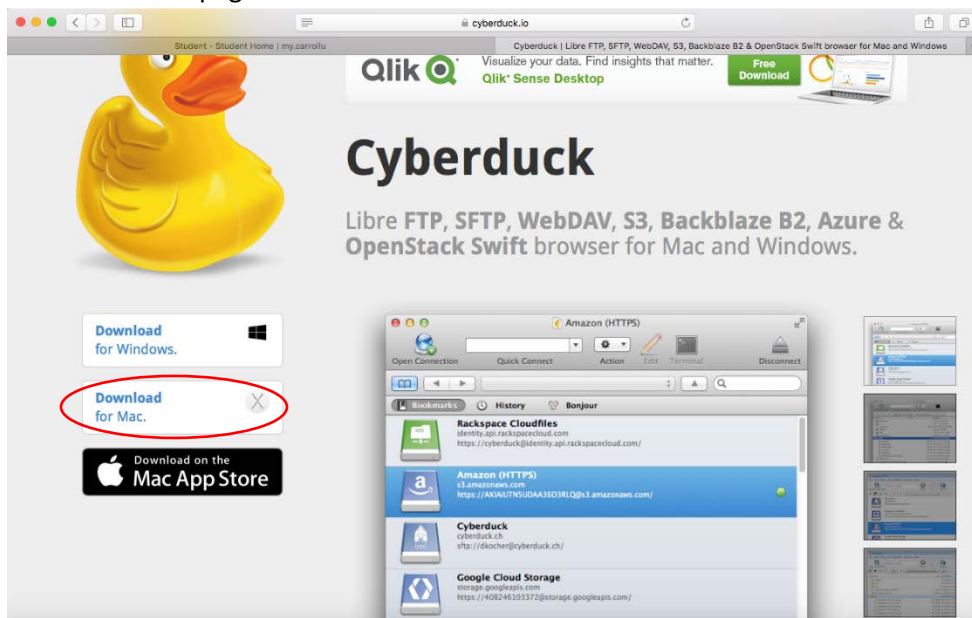 cyberduck.io
Student - Student Home | my.carrollu
Cyberduck | Libre FTP, SFTP, WebDAV, S3, Backblaze B2 & OpenStack Swift browser for Mac and Windows
Qlik
Visualize your data. Find insights that matter.
Qlik Sense Desktop
Free
Download
Cyberduck
Libre FTP, SFTP, WebDAV, S3, Backblaze B2, Azure &
OpenStack Swift browser for Mac and Windows.
Download
for Windows.
Download
for Mac.
Download on the
Mac App Store
Amazon (HTTPS)
Open Connection
Quick Connect
Action
Edit
Terminal
Disconnect
Bookmarks
History
Bonjour
Rackspace Cloudfiles
identity.api.rackspacecloud.com
https://cyberduck@identity.api.rackspacecloud.com/
Amazon (HTTPS)
s3.amazonaws.com
Cyberduck
cyberduck.ch
sftp://dkocher@cyberduck.ch/
Google Cloud Storage
storage.googleapis.com
https://408246103372@storage.googleapis.com/